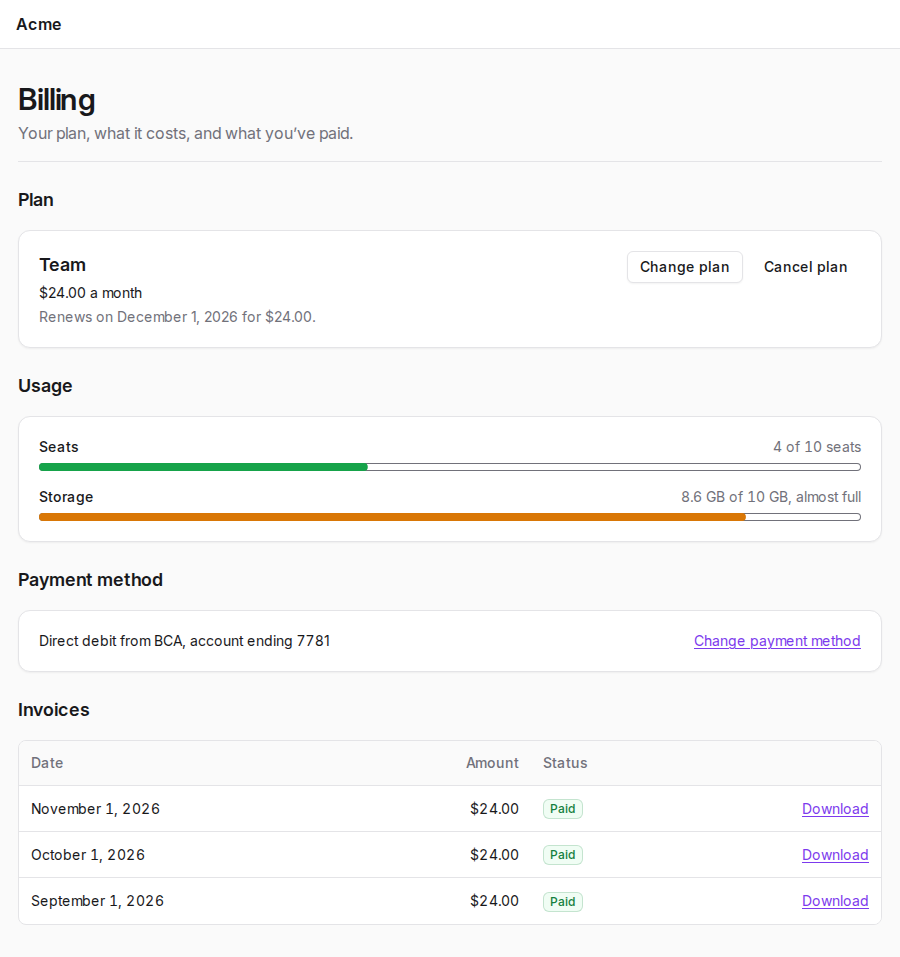 Acme
Billing
Your plan, what it costs, and what you’ve paid.
Plan
Team
Change plan
Cancel plan
$24.00 a month
Renews on December 1, 2026 for $24.00.
Usage
Seats
4 of 10 seats
Storage
8.6 GB of 10 GB, almost full
Payment method
Direct debit from BCA, account ending 7781
Change payment method
Invoices
Date Amount Status
November 1, 2026 $24.00 Paid Download
October 1, 2026 $24.00 Paid Download
September 1, 2026 $24.00 Paid Download